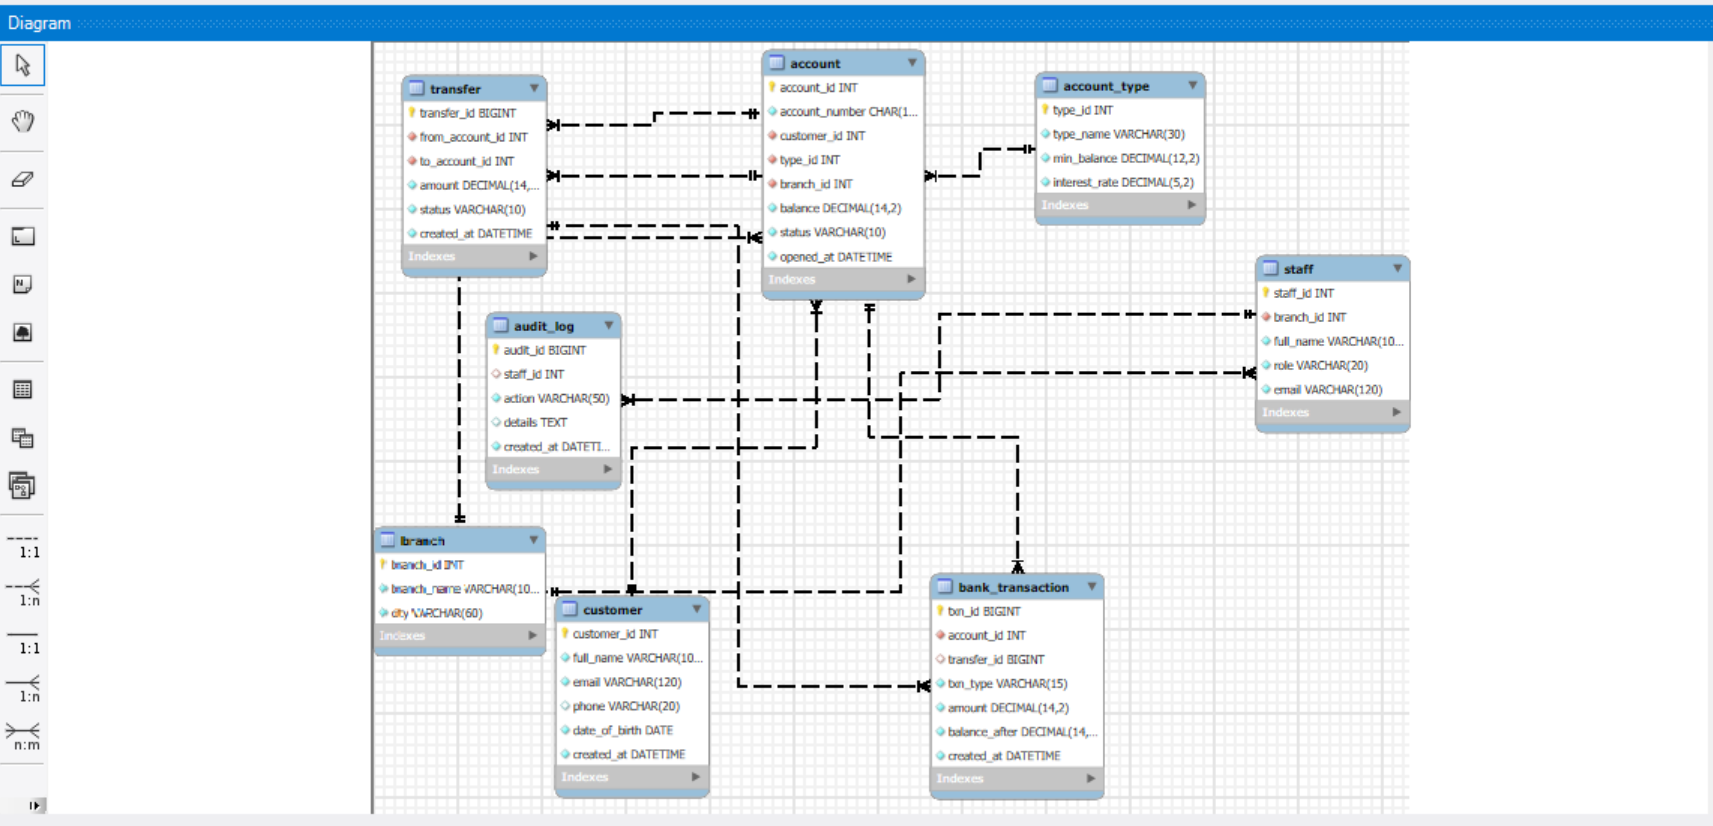 Diagram
1:1
1:n
1:1
1:n
n:m
transfer
transfer_id BIGINT
from_account_id INT
to_account_id INT
amount DECIMAL(14,...
status VARCHAR(10)
created_at DATETIME
Indexes
account
account_id INT
account_number CHAR(1...
customer_id INT
type_id INT
branch_id INT
balance DECIMAL(14,2)
status VARCHAR(10)
opened_at DATETIME
Indexes
account_type
type_id INT
type_name VARCHAR(30)
min_balance DECIMAL(12,2)
interest_rate DECIMAL(5,2)
Indexes
staff
staff_id INT
branch_id INT
full_name VARCHAR(10...
role VARCHAR(20)
email VARCHAR(120)
Indexes
audit_log
audit_id BIGINT
staff_id INT
action VARCHAR(50)
details TEXT
created_at DATETI...
Indexes
branch
branch_id INT
branch_name VARCHAR(10...
city VARCHAR(60)
Indexes
customer
customer_id INT
full_name VARCHAR(10...
email VARCHAR(120)
phone VARCHAR(20)
date_of_birth DATE
created_at DATETIME
Indexes
bank_transaction
txn_id BIGINT
account_id INT
transfer_id BIGINT
txn_type VARCHAR(15)
amount DECIMAL(14,2)
balance_after DECIMAL(14,...
created_at DATETIME
Indexes